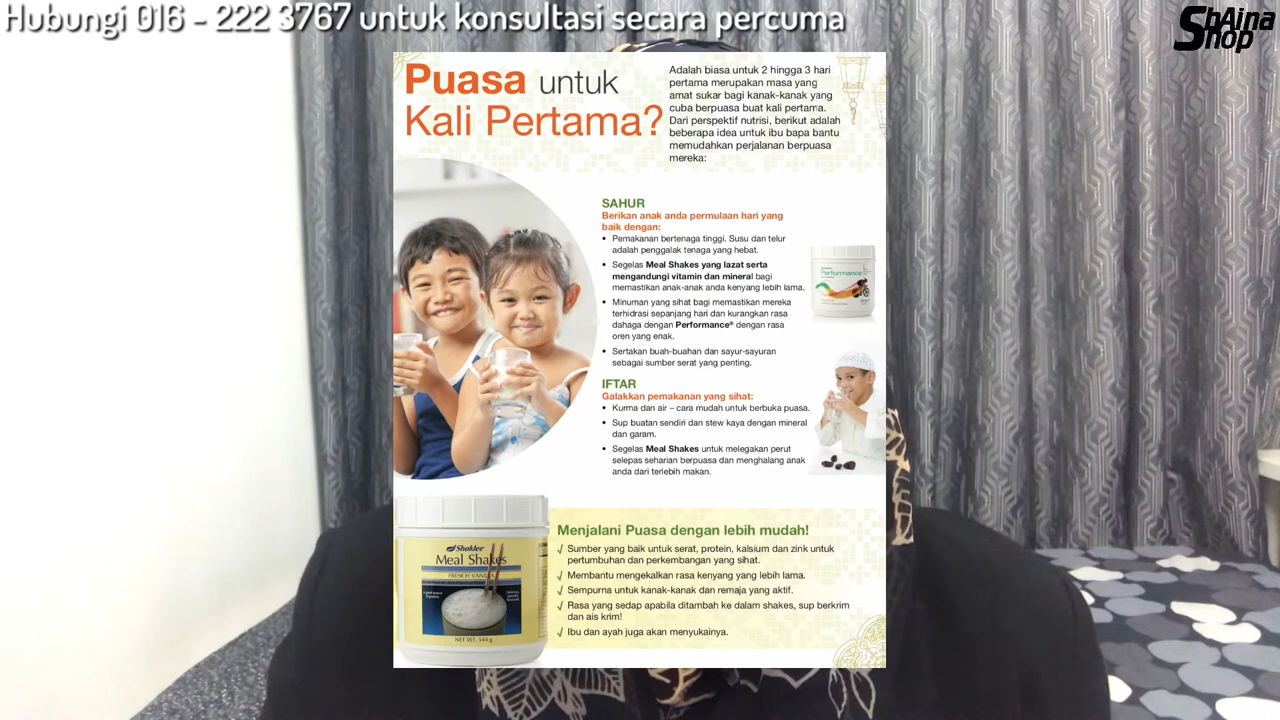 Hubungi 016 - 222 3767 untuk konsultasi secara percuma
ShAina
Shop
Puasa untuk
Kali Pertama?
Adalah biasa untuk 2 hingga 3 hari
pertama merupakan masa yang
amat sukar bagi kanak-kanak yang
cuba berpuasa buat kali pertama.
Dari perspektif nutrisi, berikut adalah
beberapa idea untuk ibu bapa bantu
memudahkan perjalanan berpuasa
mereka:
SAHUR
Berikan anak anda permulaan hari yang
baik dengan:
• Pemakanan bertenaga tinggi. Susu dan telur
adalah penggalak tenaga yang hebat.
• Segelas Meal Shakes yang lazat serta
mengandungi vitamin dan mineral bagi
memastikan anak-anak anda kenyang lebih lama.
• Minuman yang sihat bagi memastikan mereka
terhidrasi sepanjang hari dan kurangkan rasa
dahaga dengan Performance® dengan rasa
oren yang enak.
• Sertakan buah-buahan dan sayur-sayuran
sebagai sumber serat yang penting.
Performance
IFTAR
Galakkan pemakanan yang sihat:
• Kurma dan air – cara mudah untuk berbuka puasa.
• Sup buatan sendiri dan stew kaya dengan mineral
dan garam.
• Segelas Meal Shakes untuk melegakan perut
selepas seharian berpuasa dan menghalang anak
anda dari terlebih makan.
Shaklee
Meal Shakes
FRENCH VANILLA
NET WT. 544 g
Menjalani Puasa dengan lebih mudah!
√ Sumber yang baik untuk serat, protein, kalsium dan zink untuk
pertumbuhan dan perkembangan yang sihat.
√ Membantu mengekalkan rasa kenyang yang lebih lama.
√ Sempurna untuk kanak-kanak dan remaja yang aktif.
√ Rasa yang sedap apabila ditambah ke dalam shakes, sup berkrim
dan ais krim!
√ Ibu dan ayah juga akan menyukainya.